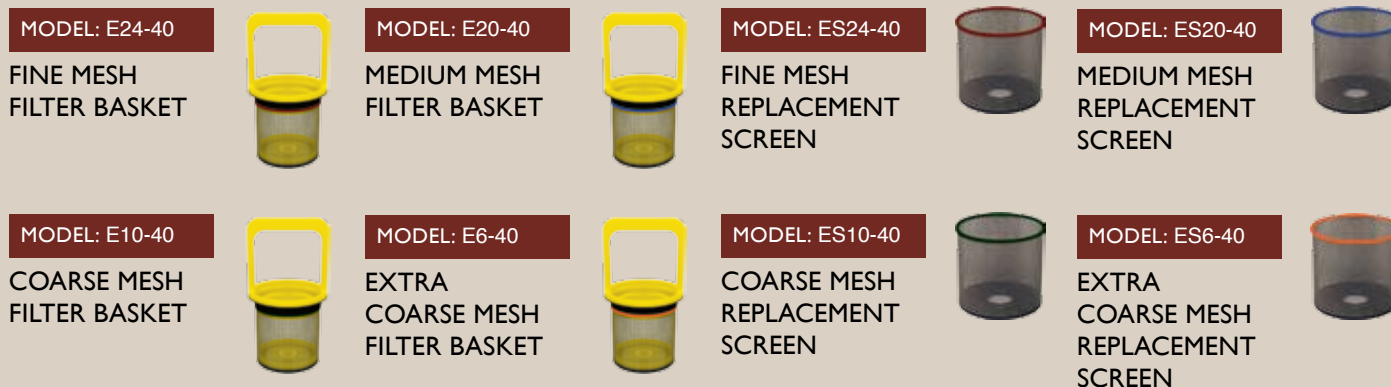 MODEL: E24-40
FINE MESH
FILTER BASKET
MODEL: E20-40
MEDIUM MESH
FILTER BASKET
MODEL: ES24-40
FINE MESH
REPLACEMENT
SCREEN
MODEL: ES20-40
MEDIUM MESH
REPLACEMENT
SCREEN
MODEL: E10-40
COARSE MESH
FILTER BASKET
MODEL: E6-40
EXTRA
COARSE MESH
FILTER BASKET
MODEL: ES10-40
COARSE MESH
REPLACEMENT
SCREEN
MODEL: ES6-40
EXTRA
COARSE MESH
REPLACEMENT
SCREEN